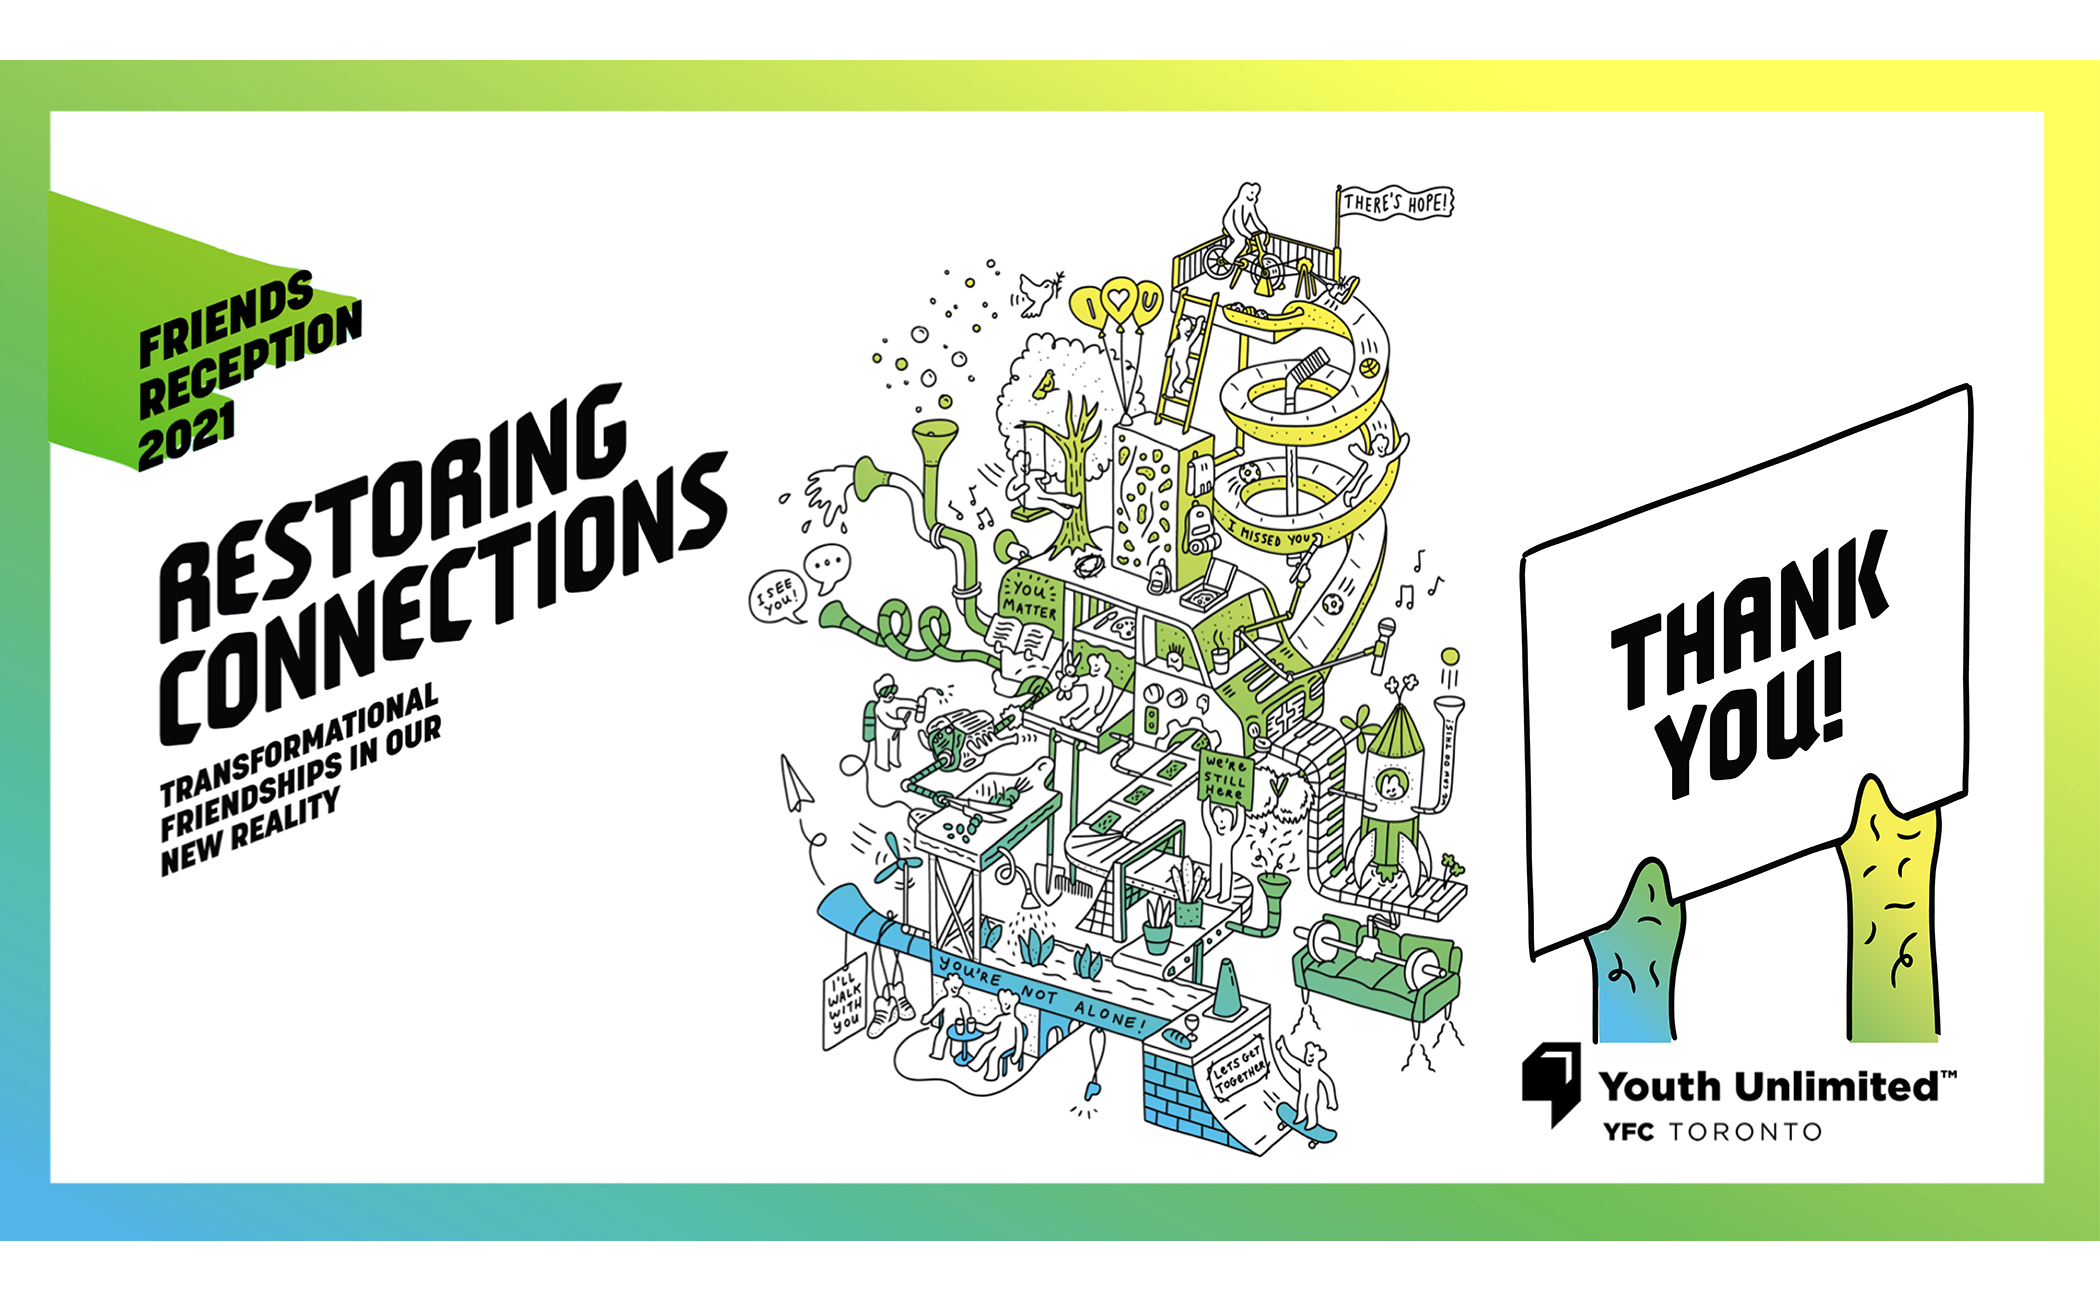 FRIENDS
RECEPTION
2021
RESTORING
CONNECTIONS
TRANSFORMATIONAL
FRIENDSHIPS IN OUR
NEW REALITY
THERE'S HOPE!
I U
I MISSED YOU
I SEE
YOU!
YOU
MATTER
WE'RE
STILL
HERE
WE CAN DO THIS!
I'LL
WALK
WITH
YOU
YOU'RE NOT ALONE!
LETS GET
TOGETHER
THANK
YOU!
Youth Unlimited™
YFC TORONTO